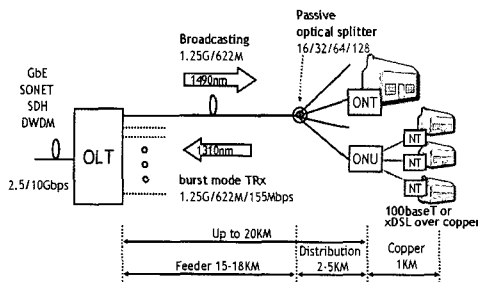 GbE
SONET
SDH
DWDM
2.5/10Gbps
OLT
Broadcasting
1.25G/622M
1490nm
1310nm
burst mode TRx
1.25G/622M/155Mbps
Passive
optical splitter
16/32/64/128
ONT
ONU
NT
NT
NT
100baseT or
xDSL over copper
Up to 20KM
Feeder 15-18KM
Distribution
2-5KM
Copper
1KM